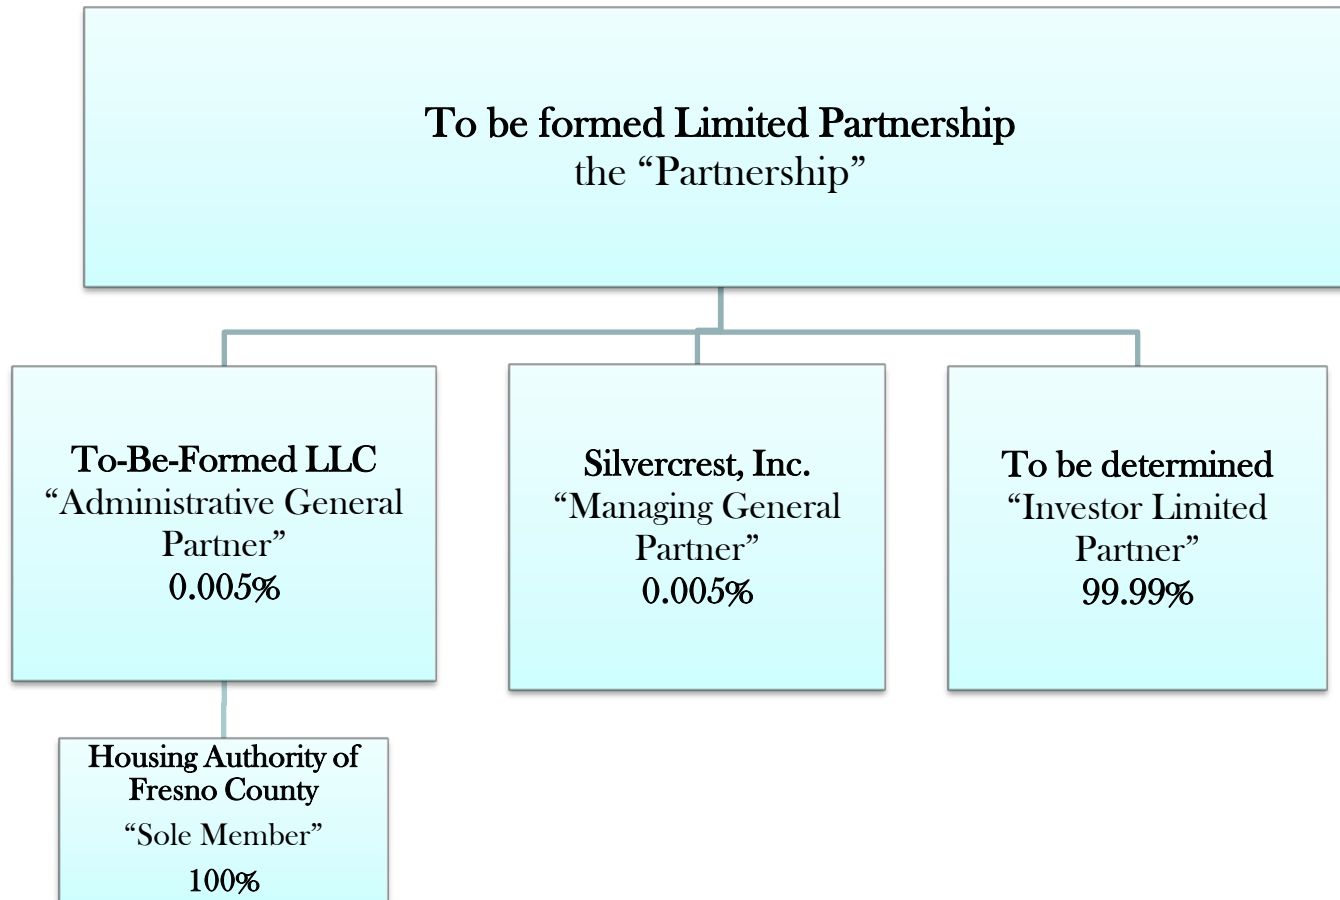 To be formed Limited Partnership
the “Partnership”
To-Be-Formed LLC
“Administrative General
Partner”
0.005%
Silvercrest, Inc.
“Managing General
Partner”
0.005%
To be determined
“Investor Limited
Partner”
99.99%
Housing Authority of
Fresno County
“Sole Member”
100%